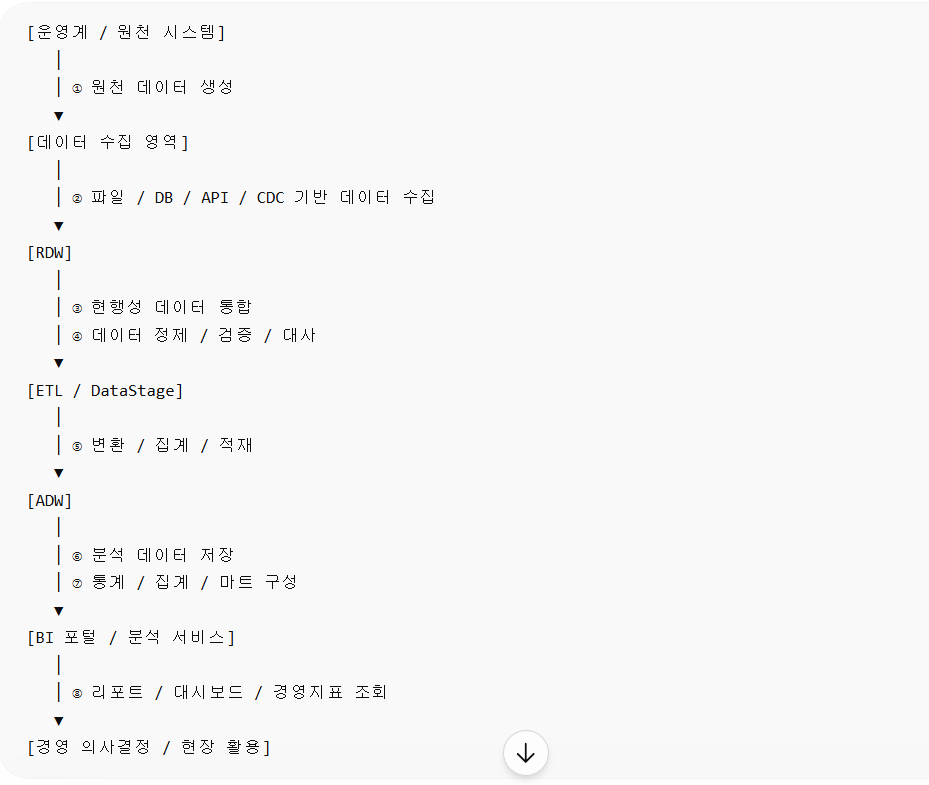 [운영계 / 원천 시스템]
│
│ ① 원천 데이터 생성
▼
[데이터 수집 영역]
│
│ ② 파일 / DB / API / CDC 기반 데이터 수집
▼
[RDW]
│
│ ③ 현행성 데이터 통합
│ ④ 데이터 정제 / 검증 / 대사
▼
[ETL / DataStage]
│
│ ⑤ 변환 / 집계 / 적재
▼
[ADW]
│
│ ⑥ 분석 데이터 저장
│ ⑦ 통계 / 집계 / 마트 구성
▼
[BI 포털 / 분석 서비스]
│
│ ⑧ 리포트 / 대시보드 / 경영지표 조회
▼
[경영 의사결정 / 현장 활용]